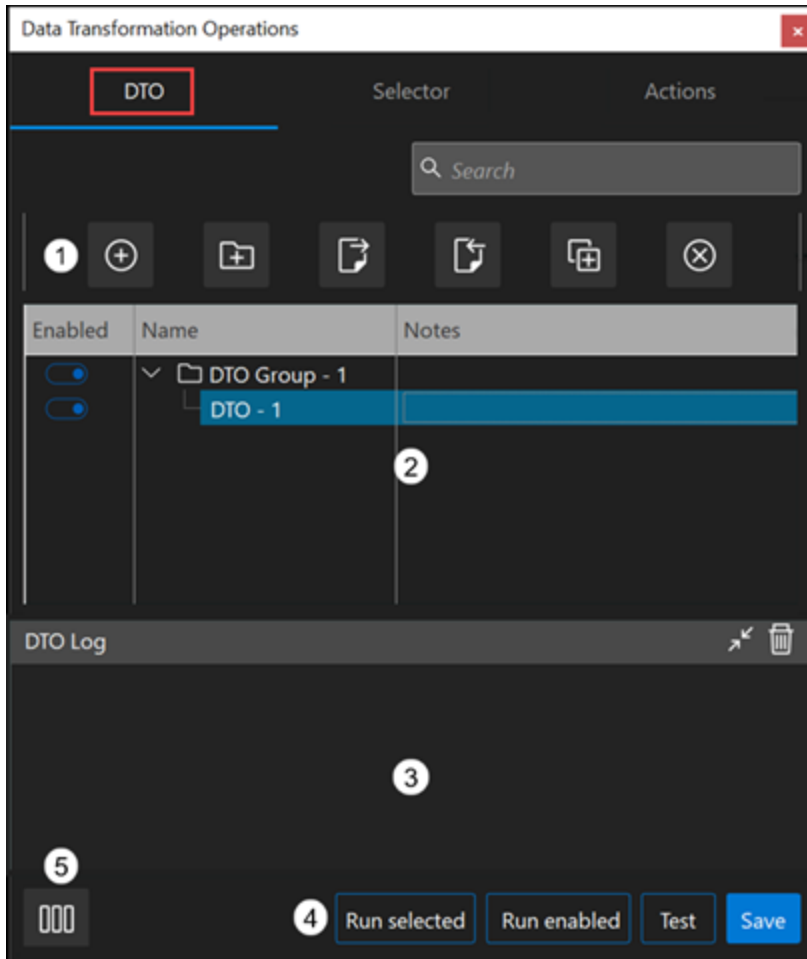 Data Transformation Operations
DTO Selector Actions
Search
1
Enabled Name Notes
DTO Group - 1
DTO - 1
2
DTO Log
3
5
4 Run selected Run enabled Test Save